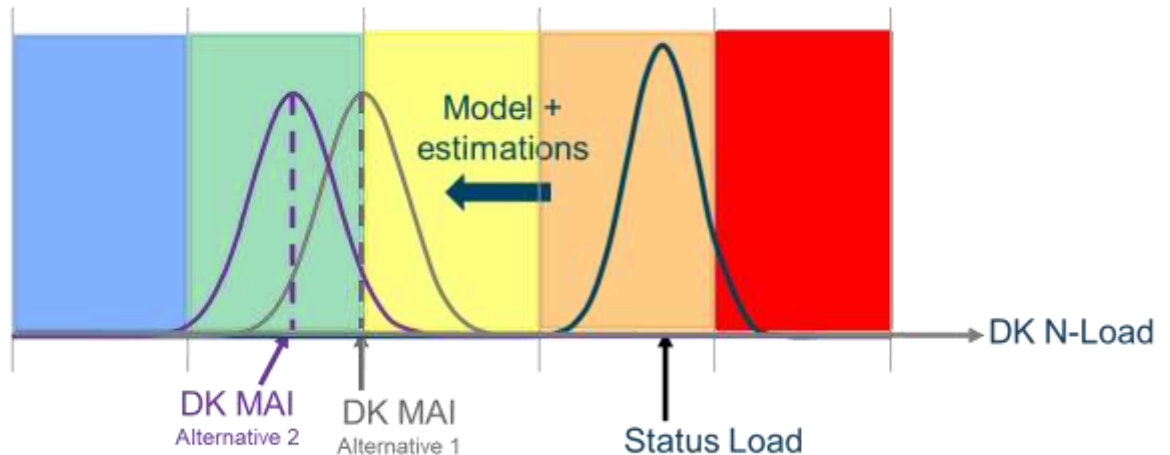 Model +
estimations
DK N-Load
DK MAI
Alternative 2
DK MAI
Alternative 1
Status Load